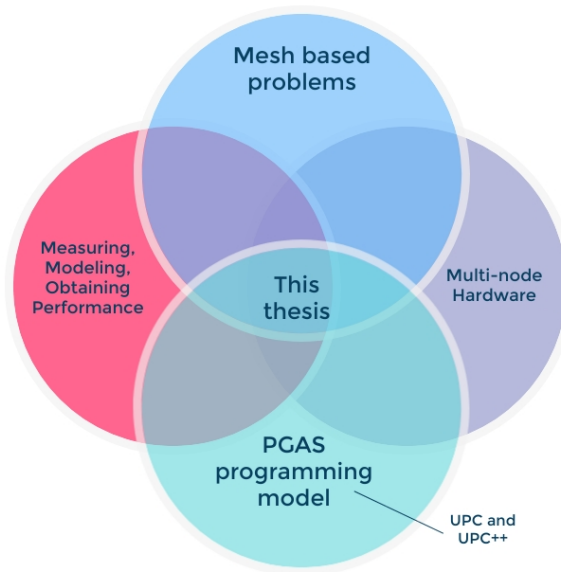 Mesh based
problems
Measuring,
Modeling,
Obtaining
Performance
This
thesis
Multi-node
Hardware
PGAS
programming
model
UPC and
UPC++